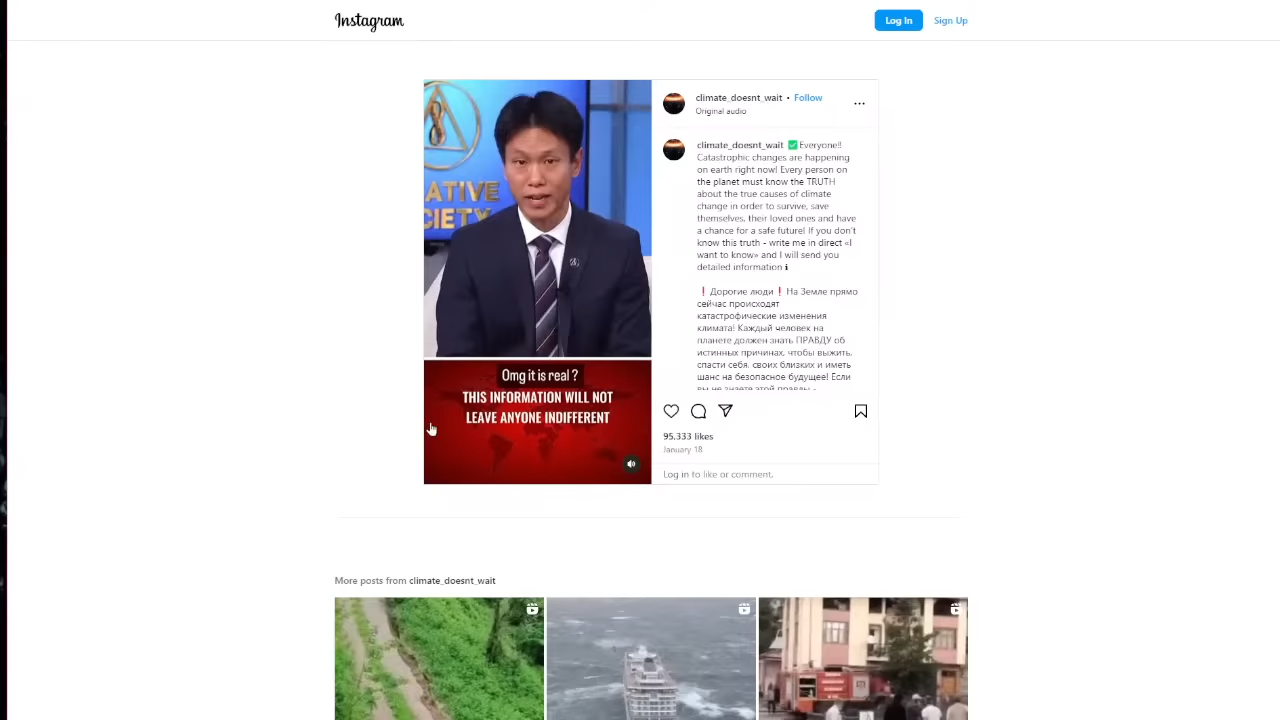 Instagram
Log In
Sign Up
ATIVE
CIETY
Omg it is real ?
THIS INFORMATION WILL NOT
LEAVE ANYONE INDIFFERENT
climate_doesnt_wait • Follow
Original audio
climate_doesnt_wait ✅Everyone!!
Catastrophic changes are happening
on earth right now! Every person on
the planet must know the TRUTH
about the true causes of climate
change in order to survive, save
themselves, their loved ones and have
a chance for a safe future! If you don't
know this truth - write me in direct «I
want to know» and I will send you
detailed information ℹ
❗Дорогие люди❗На Земле прямо
сейчас происходят
катастрофические изменения
климата! Каждый человек на
планете должен знать ПРАВДУ об
истинных причинах, чтобы выжить,
спасти себя, своих близких и иметь
шанс на безопасное будущее! Если
вы не знаете этой правды -
95,333 likes
January 18
Log in to like or comment.
More posts from climate_doesnt_wait